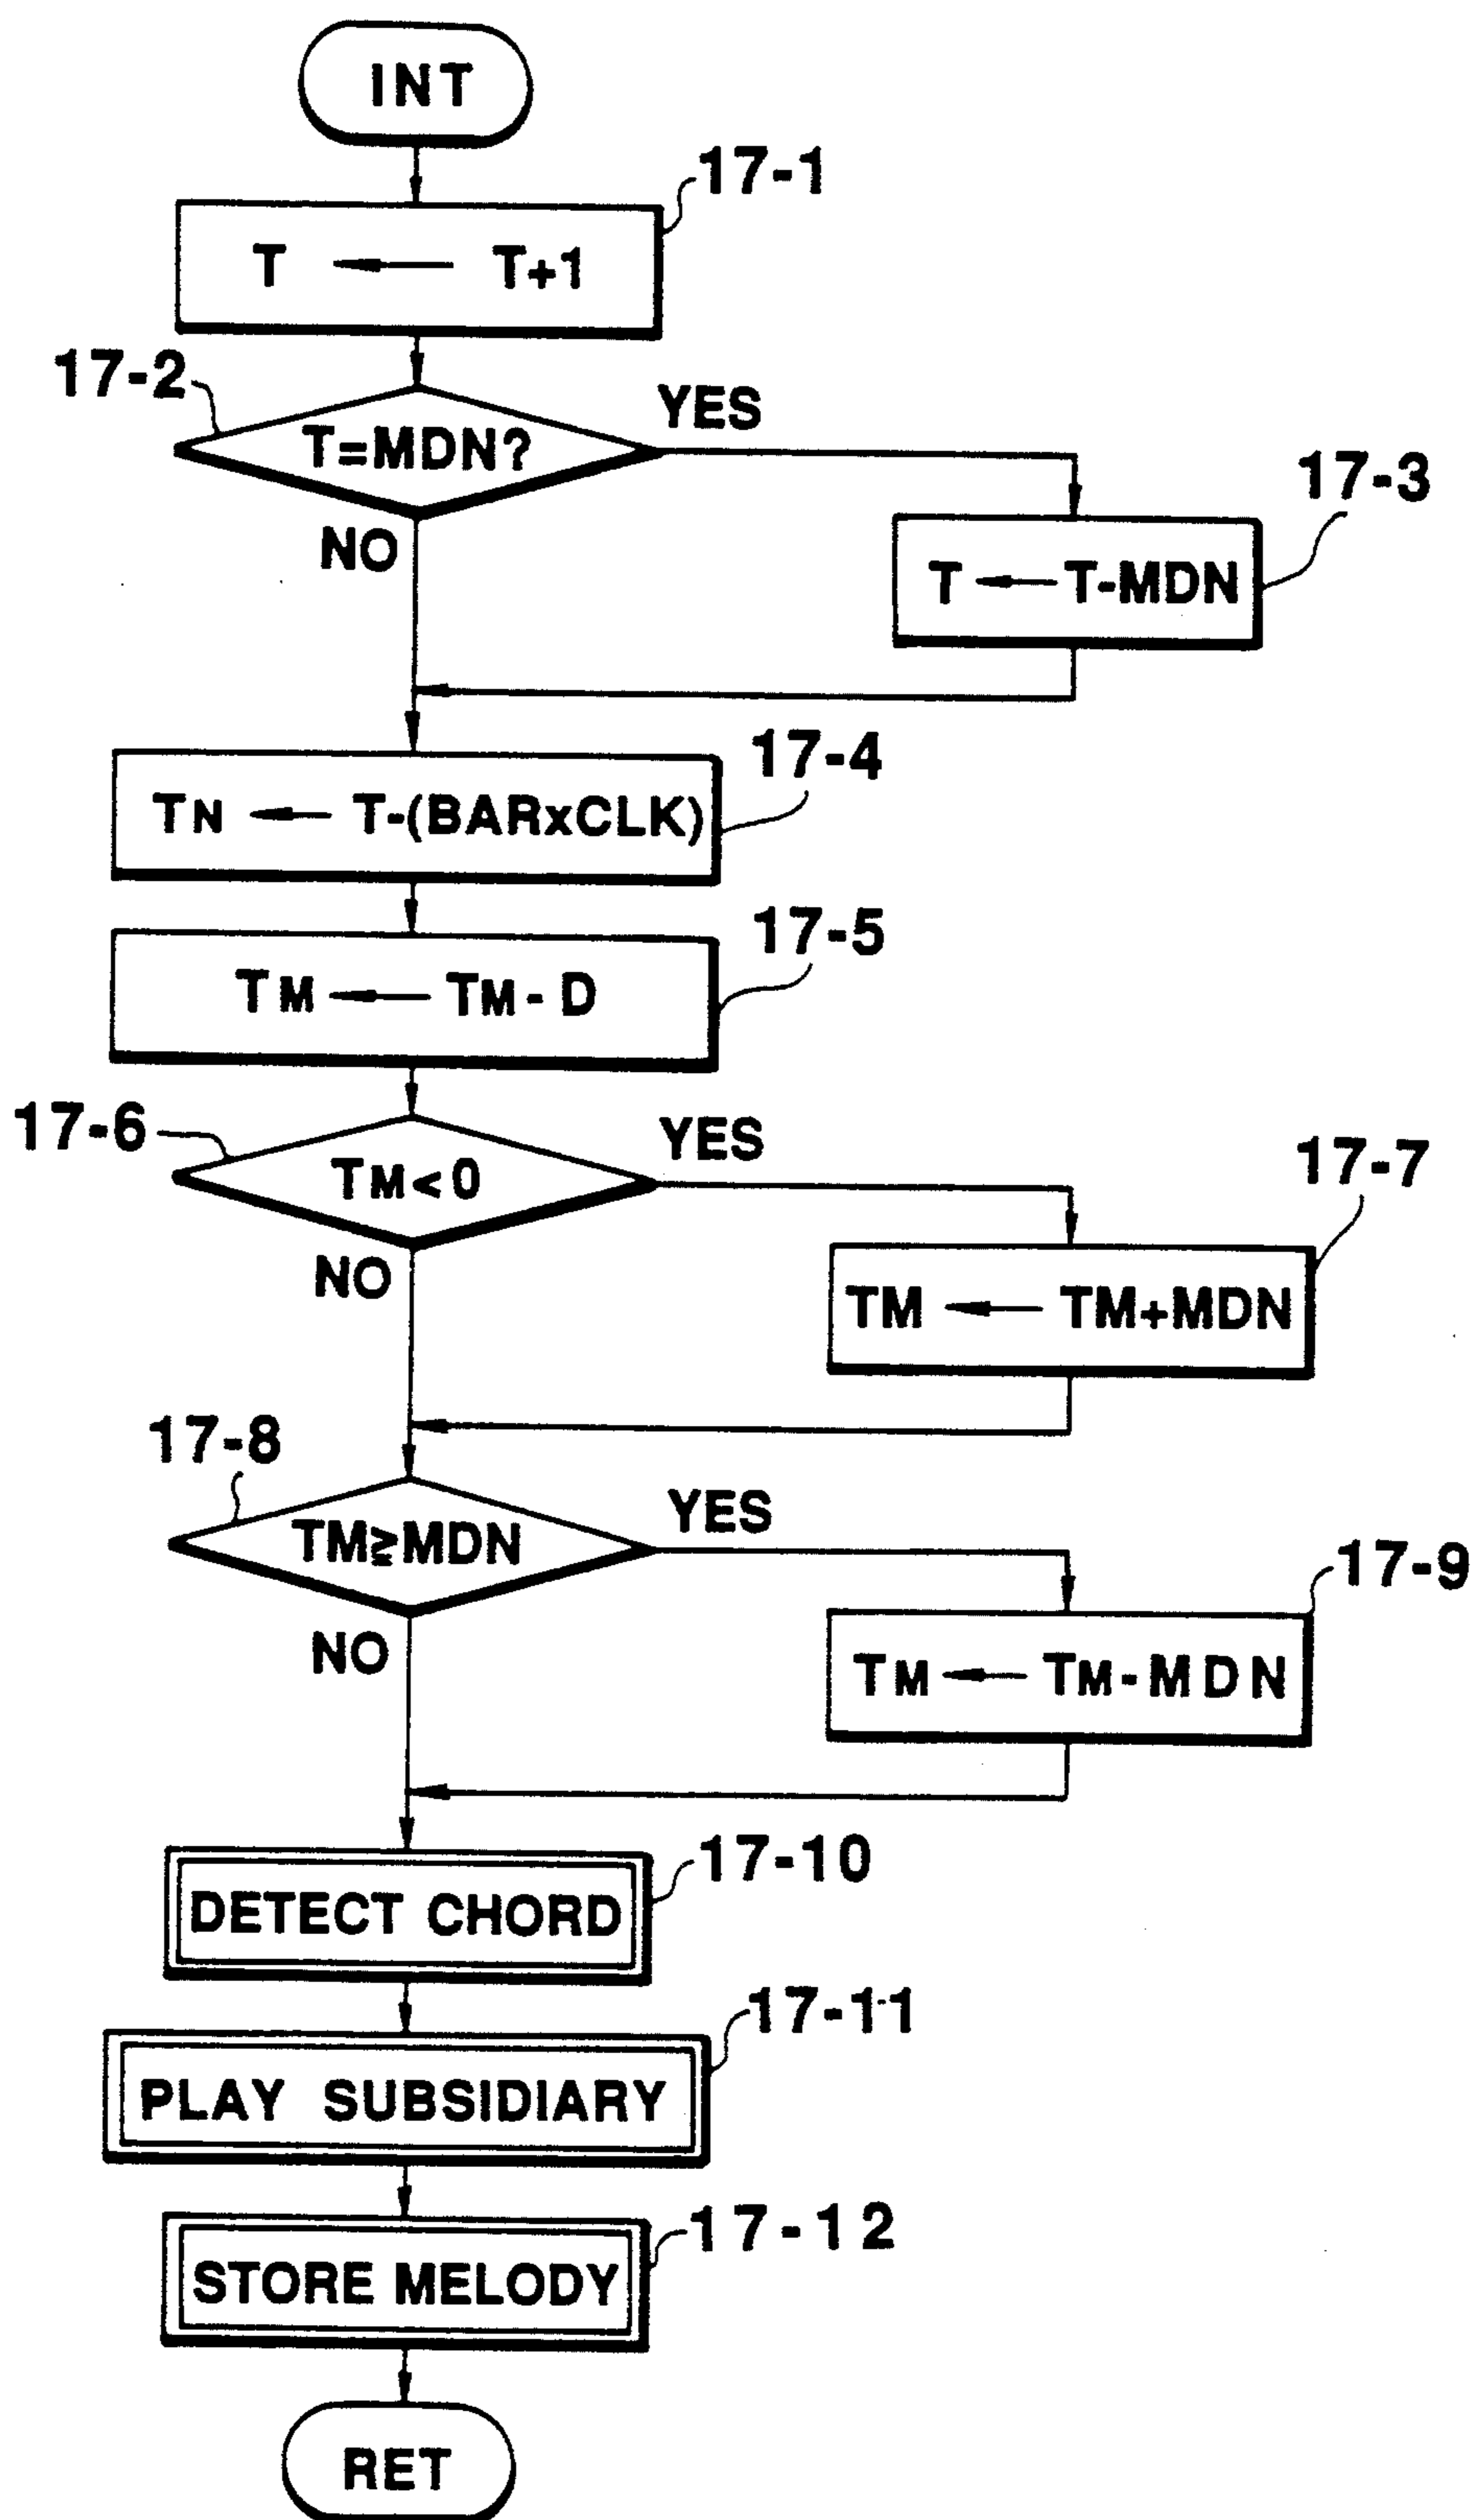 INT
17-1
T ← T+1
17-2
T=MDN?
YES
NO
17-3
T ← T-MDN
17-4
TN ← T-(BARxCLK)
17-5
TM ← TM-D
17-6
TM<0
YES
NO
17-7
TM ← TM+MDN
17-8
TM≧MDN
YES
NO
17-9
TM ← TM-MDN
17-10
DETECT CHORD
17-11
PLAY SUBSIDIARY
17-12
STORE MELODY
RET